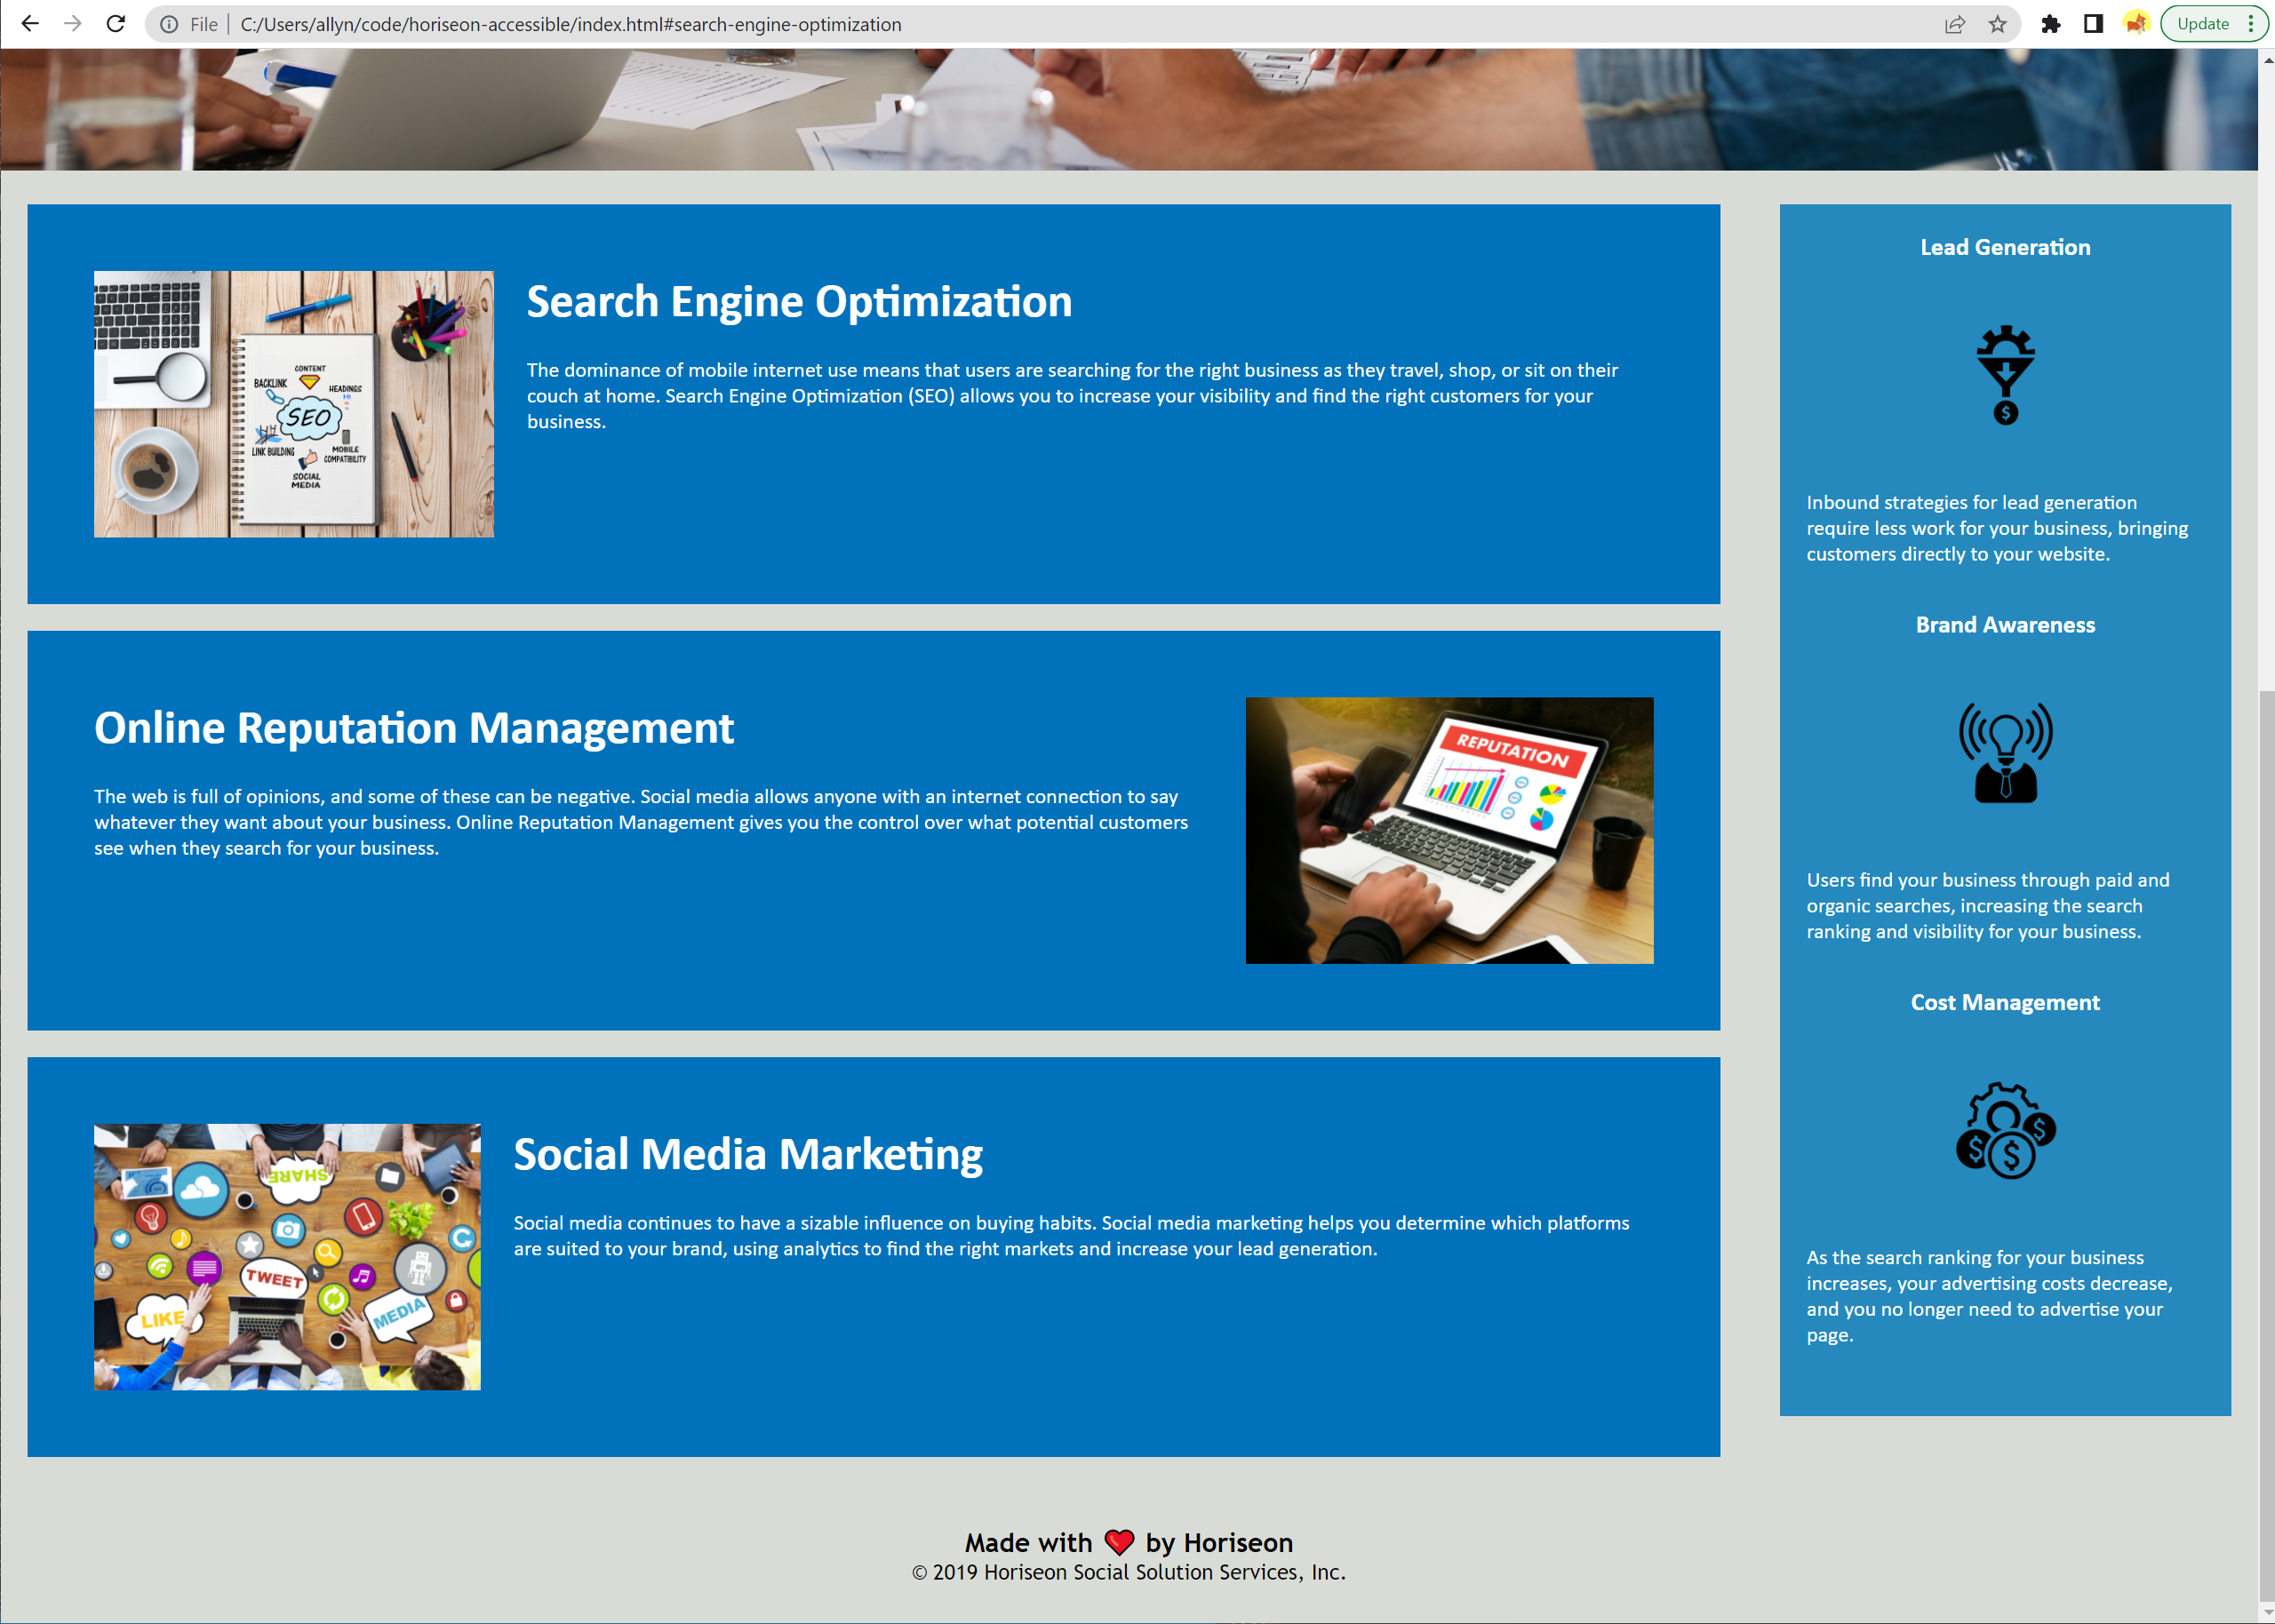 File | C:/Users/allyn/code/horiseon-accessible/index.html#search-engine-optimization
Update
Search Engine Optimization
The dominance of mobile internet use means that users are searching for the right business as they travel, shop, or sit on their
couch at home. Search Engine Optimization (SEO) allows you to increase your visibility and find the right customers for your
business.
CONTENT
BACKLINK
HEADINGS
H1
SEO
LINK BUILDING
MOBILE
COMPATIBILITY
SOCIAL
MEDIA
Online Reputation Management
The web is full of opinions, and some of these can be negative. Social media allows anyone with an internet connection to say
whatever they want about your business. Online Reputation Management gives you the control over what potential customers
see when they search for your business.
REPUTATION
Social Media Marketing
Social media continues to have a sizable influence on buying habits. Social media marketing helps you determine which platforms
are suited to your brand, using analytics to find the right markets and increase your lead generation.
SHARE
TWEET
LIKE
MEDIA
Lead Generation
$
Inbound strategies for lead generation
require less work for your business, bringing
customers directly to your website.
Brand Awareness
Users find your business through paid and
organic searches, increasing the search
ranking and visibility for your business.
Cost Management
$ $ $
As the search ranking for your business
increases, your advertising costs decrease,
and you no longer need to advertise your
page.
Made with ❤️ by Horiseon
© 2019 Horiseon Social Solution Services, Inc.